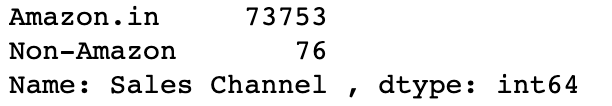 Amazon.in     73753
Non-Amazon       76
Name: Sales Channel , dtype: int64